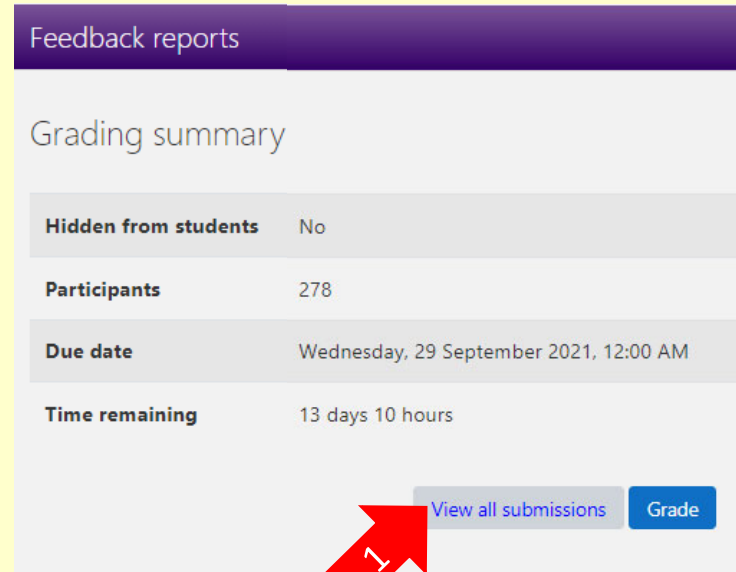 Feedback reports
Grading summary
Hidden from students No
Participants 278
Due date Wednesday, 29 September 2021, 12:00 AM
Time remaining 13 days 10 hours
View all submissions Grade
1